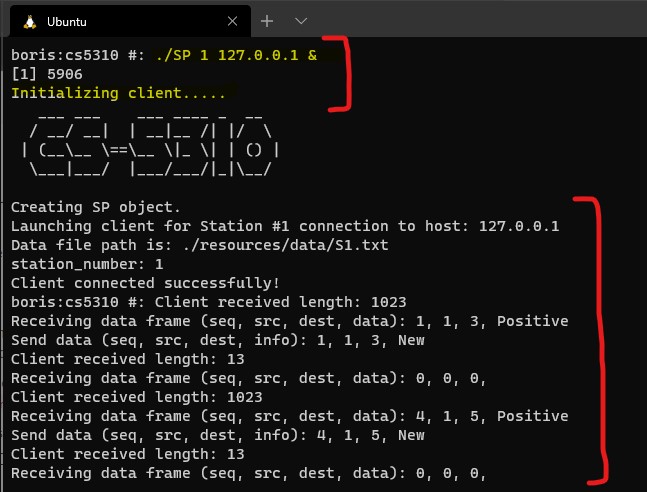 Ubuntu
boris:cs5310 #: ./SP 1 127.0.0.1 &
[1] 5906
Initializing client.....
CS-5310
Creating SP object.
Launching client for Station #1 connection to host: 127.0.0.1
Data file path is: ./resources/data/S1.txt
station_number: 1
Client connected successfully!
boris:cs5310 #: Client received length: 1023
Receiving data frame (seq, src, dest, data): 1, 1, 3, Positive
Send data (seq, src, dest, info): 1, 1, 3, New
Client received length: 13
Receiving data frame (seq, src, dest, data): 0, 0, 0,
Client received length: 1023
Receiving data frame (seq, src, dest, data): 4, 1, 5, Positive
Send data (seq, src, dest, info): 4, 1, 5, New
Client received length: 13
Receiving data frame (seq, src, dest, data): 0, 0, 0,